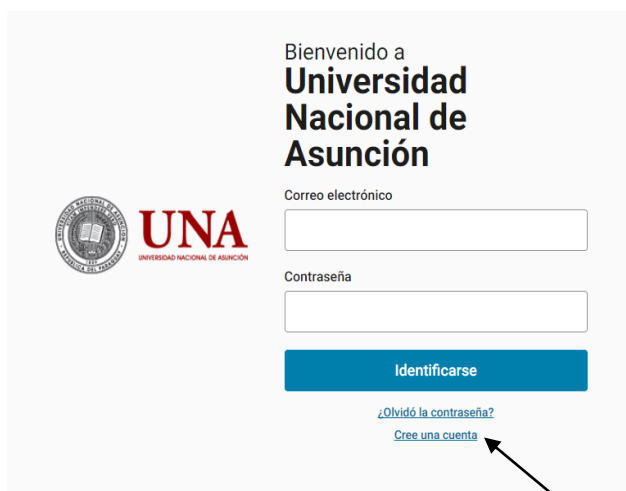 Bienvenido a
Universidad
Nacional de
Asunción
Correo electrónico
UNA
UNIVERSIDAD NACIONAL DE ASUNCIÓN
Contraseña
Identificarse
¿Olvidó la contraseña?
Cree una cuenta